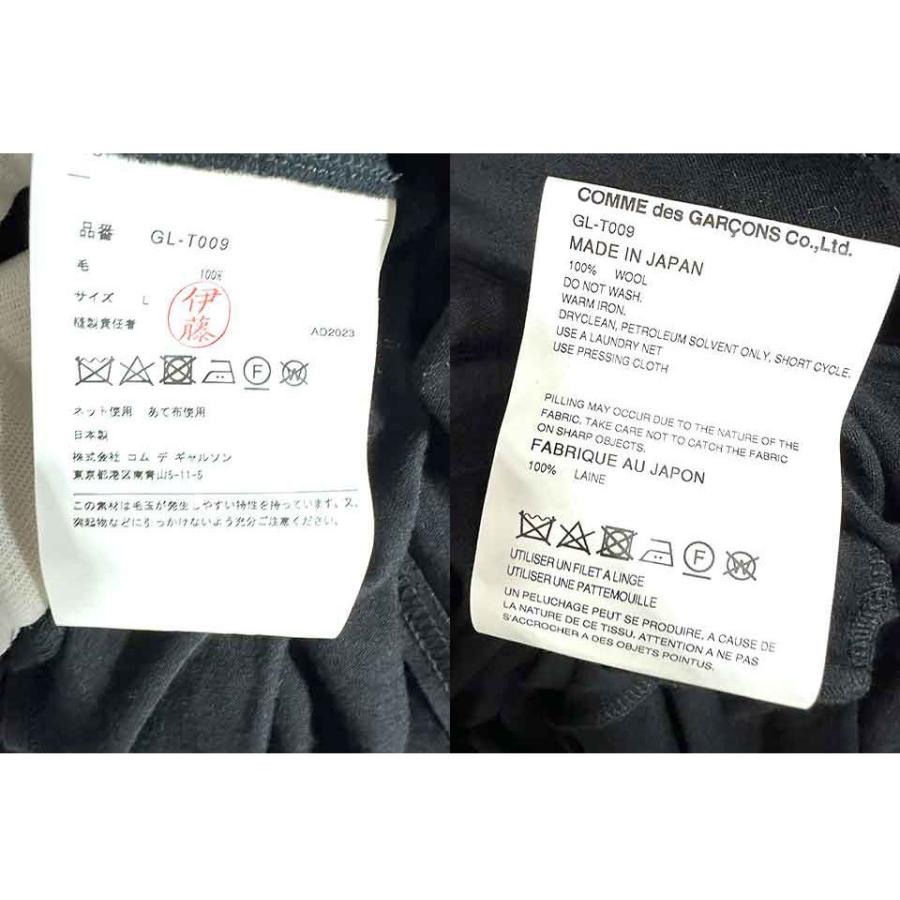 品番 GL-T009
毛 100%
サイズ L
伊藤
縫製責任者 AD2023
F W
ネット使用 あて布使用
日本製
株式会社 コム デ ギャルソン
東京都港区南青山5-11-5
この素材は毛玉が発生しやすい特性を持っています。又、
突起物などに引っかけないよう充分ご注意ください。
COMME des GARÇONS Co.,Ltd.
GL-T009
MADE IN JAPAN
100% WOOL
DO NOT WASH.
WARM IRON.
DRYCLEAN, PETROLEUM SOLVENT ONLY, SHORT CYCLE.
USE A LAUNDRY NET
USE PRESSING CLOTH
PILLING MAY OCCUR DUE TO THE NATURE OF THE
FABRIC. TAKE CARE NOT TO CATCH THE FABRIC
ON SHARP OBJECTS.
FABRIQUE AU JAPON
100% LAINE
F W
UTILISER UN FILET A LINGE
UTILISER UNE PATTEMOUILLE
UN PELUCHAGE PEUT SE PRODUIRE, A CAUSE DE
LA NATURE DE CE TISSU. ATTENTION A NE PAS
S'ACCROCHER A DES OBJETS POINTUS.